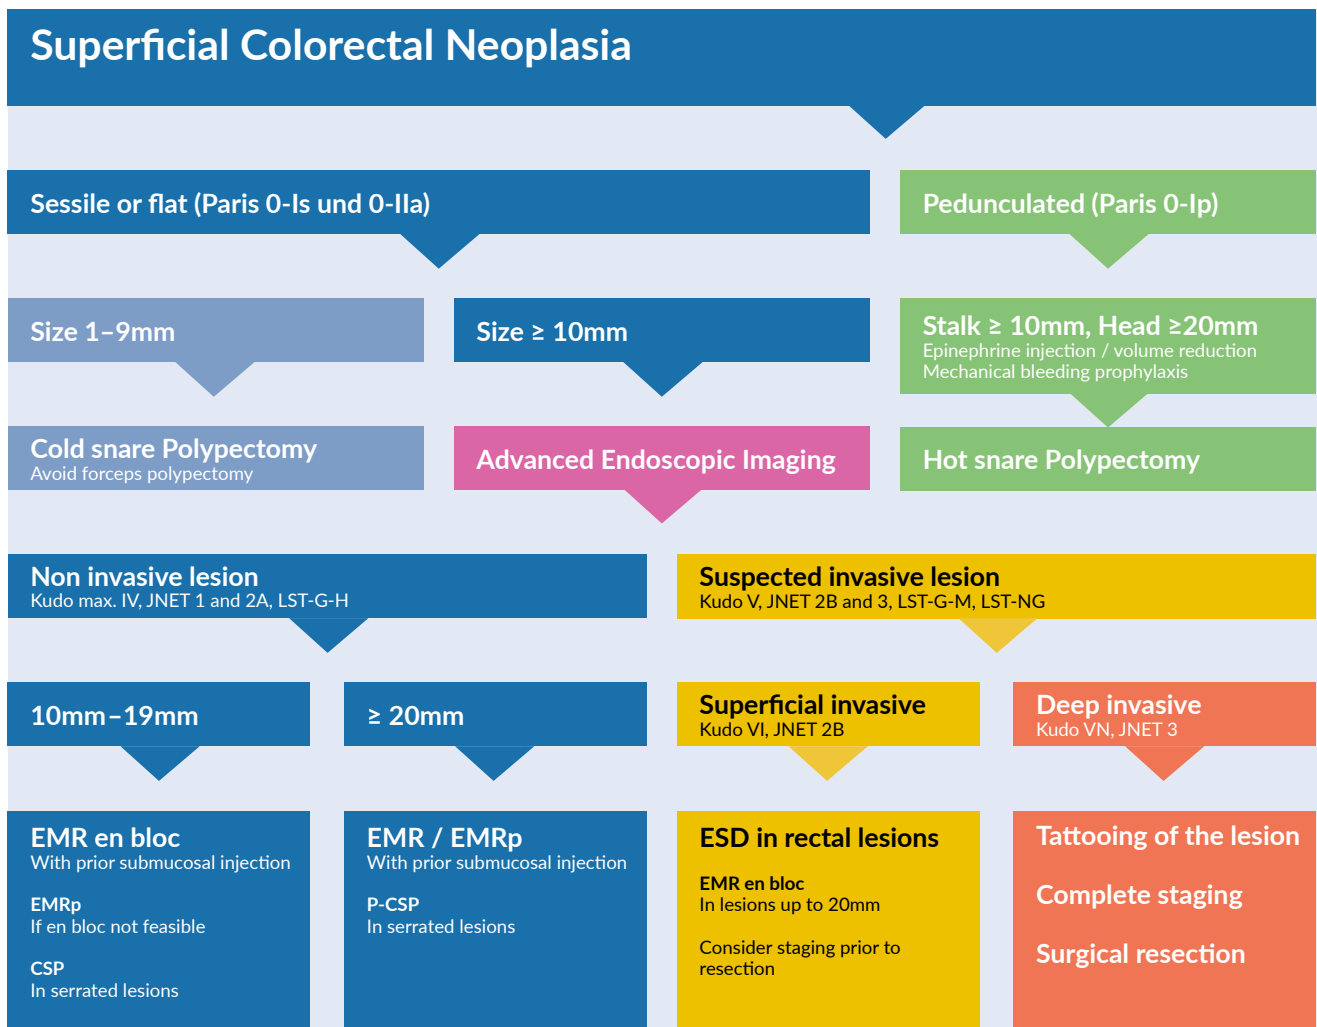 Superficial Colorectal Neoplasia
Sessile or flat (Paris 0-Is und 0-IIa)
Pedunculated (Paris 0-Ip)
Size 1–9mm
Size ≥ 10mm
Stalk ≥ 10mm, Head ≥20mm
Epinephrine injection / volume reduction
Mechanical bleeding prophylaxis
Cold snare Polypectomy
Avoid forceps polypectomy
Advanced Endoscopic Imaging
Hot snare Polypectomy
Non invasive lesion
Kudo max. IV, JNET 1 and 2A, LST-G-H
Suspected invasive lesion
Kudo V, JNET 2B and 3, LST-G-M, LST-NG
10mm–19mm
≥ 20mm
Superficial invasive
Kudo VI, JNET 2B
Deep invasive
Kudo VN, JNET 3
EMR en bloc
With prior submucosal injection
EMRp
If en bloc not feasible
CSP
In serrated lesions
EMR / EMRp
With prior submucosal injection
P-CSP
In serrated lesions
ESD in rectal lesions
EMR en bloc
In lesions up to 20mm
Consider staging prior to
resection
Tattooing of the lesion
Complete staging
Surgical resection